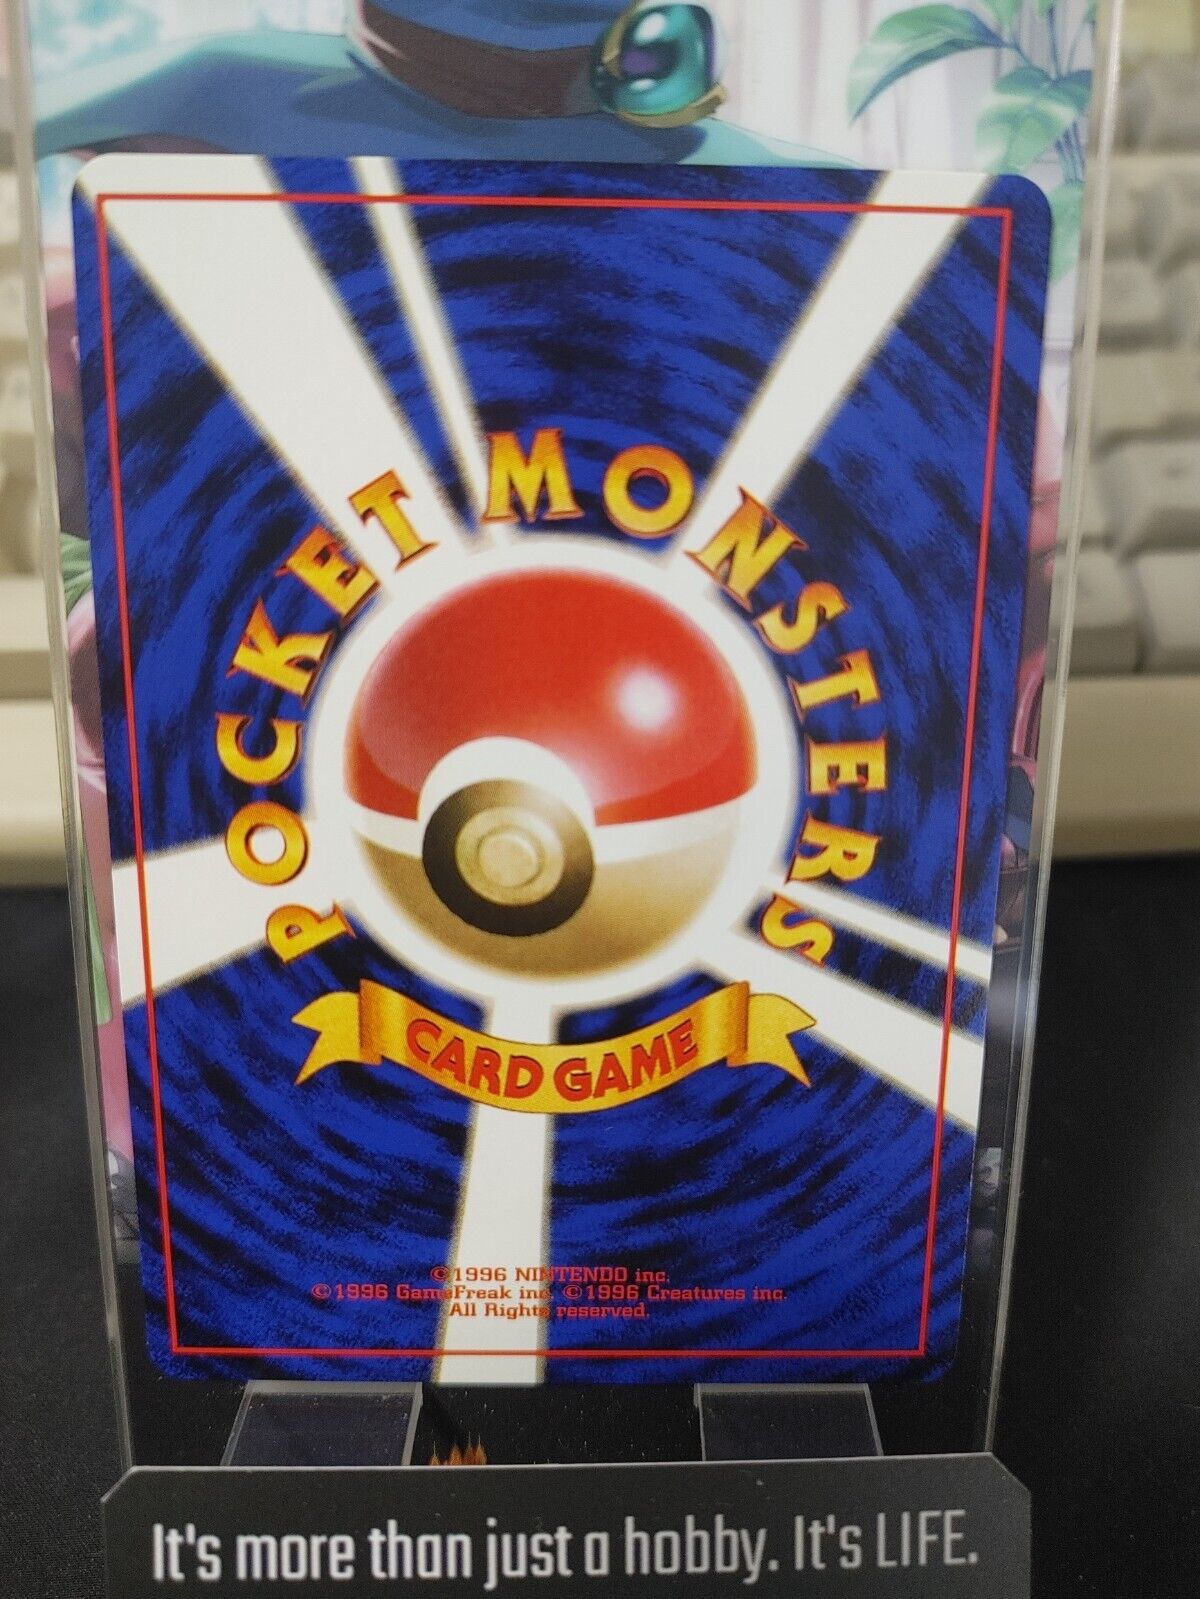 POCKET MONSTERS
CARD GAME
©1996 NINTENDO inc.
©1996 GameFreak inc. ©1996 Creatures inc.
All Rights reserved.
It's more than just a hobby. It's LIFE.